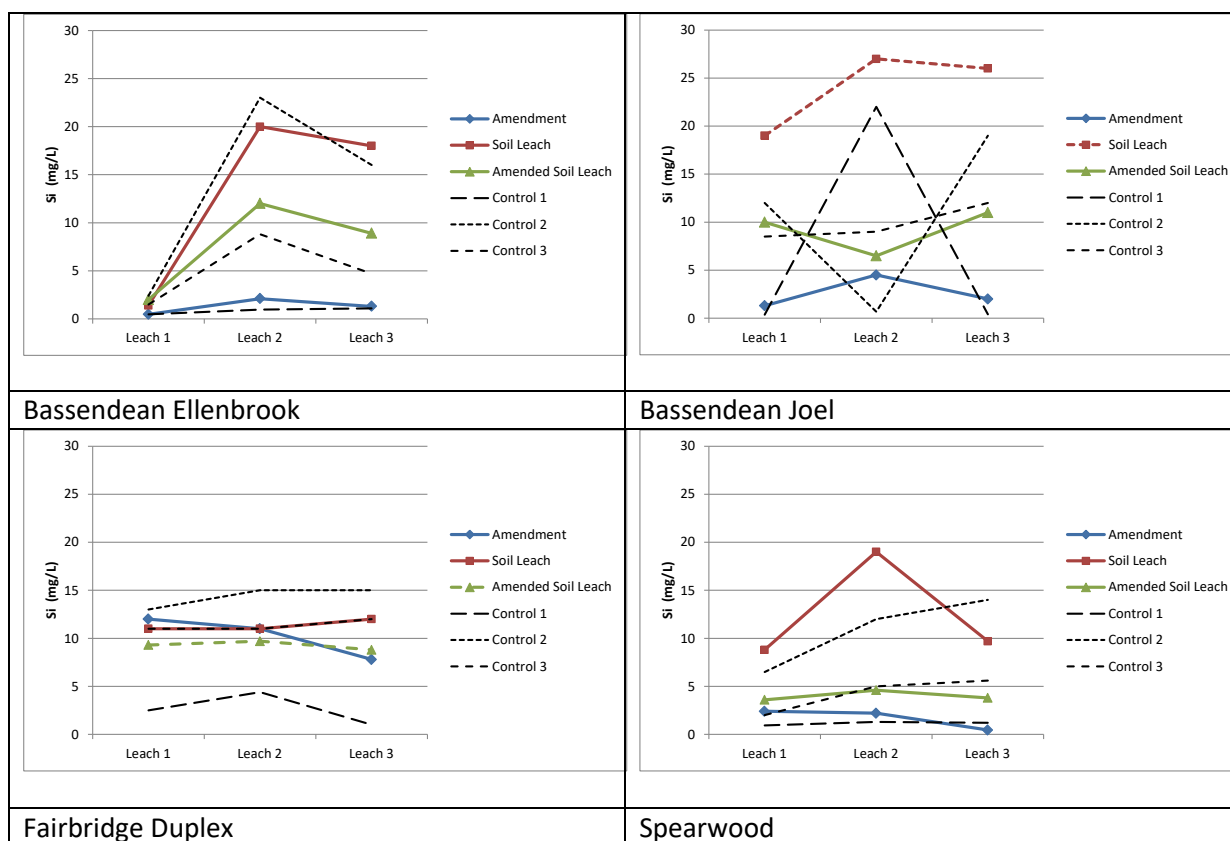 30
25
20
15
10
5
0
Si (mg/L)
Leach 1 Leach 2 Leach 3
Amendment
Soil Leach
Amended Soil Leach
Control 1
Control 2
Control 3
Bassendean Ellenbrook
30
25
20
15
10
5
0
Si (mg/L)
Leach 1 Leach 2 Leach 3
Amendment
Soil Leach
Amended Soil Leach
Control 1
Control 2
Control 3
Bassendean Joel
30
25
20
15
10
5
0
Si (mg/L)
Leach 1 Leach 2 Leach 3
Amendment
Soil Leach
Amended Soil Leach
Control 1
Control 2
Control 3
Fairbridge Duplex
30
25
20
15
10
5
0
Si (mg/L)
Leach 1 Leach 2 Leach 3
Amendment
Soil Leach
Amended Soil Leach
Control 1
Control 2
Control 3
Spearwood